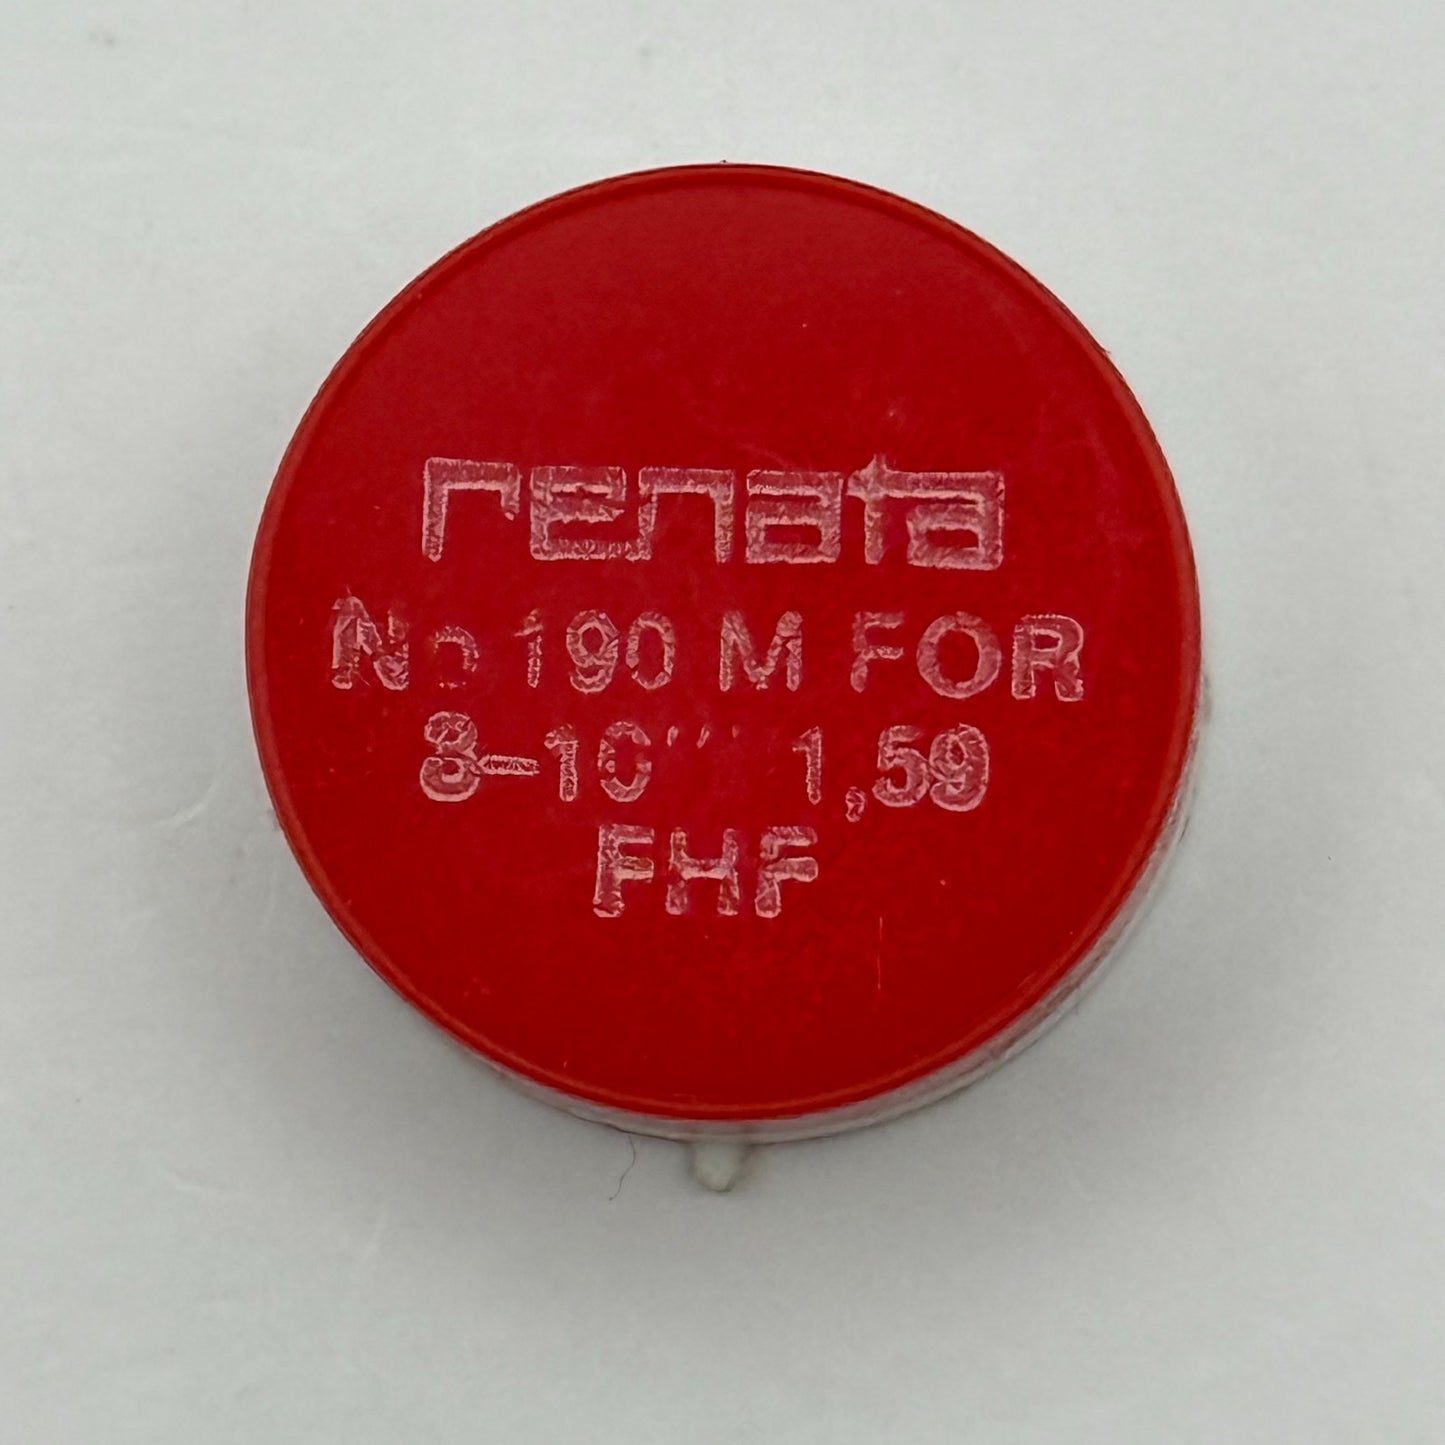 renata
No 190 M FOR
8-10''' 1,59
FHF